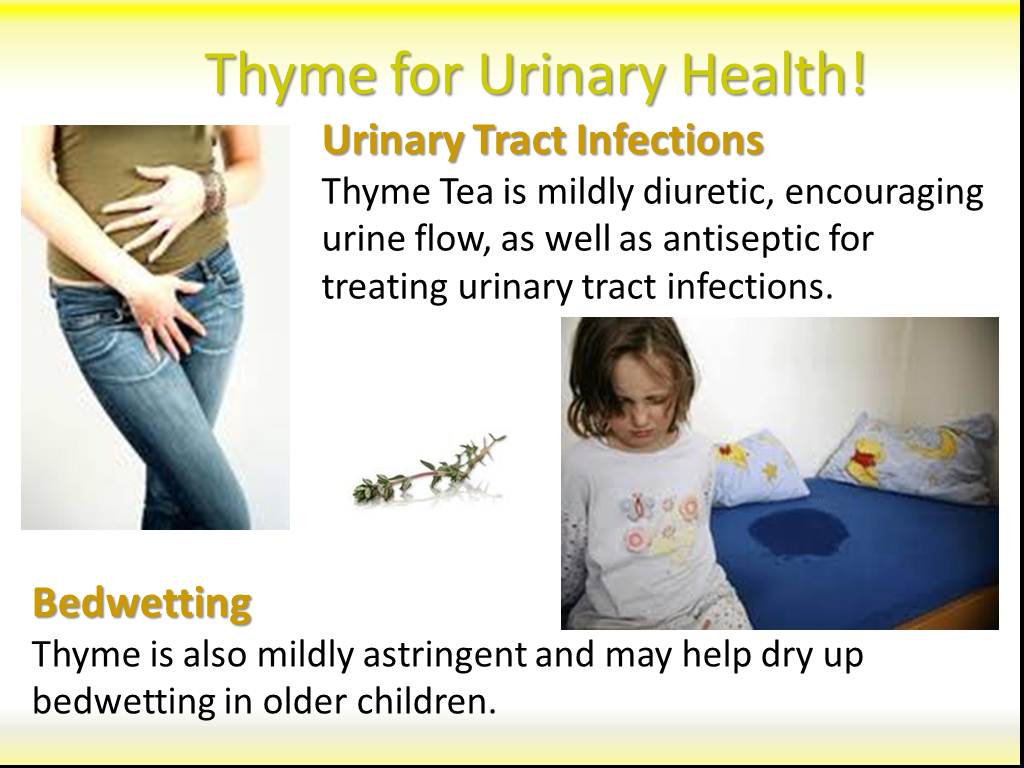 Thyme for Urinary Health!
Urinary Tract Infections
Thyme Tea is mildly diuretic, encouraging
urine flow, as well as antiseptic for
treating urinary tract infections.
Bedwetting
Thyme is also mildly astringent and may help dry up
bedwetting in older children.